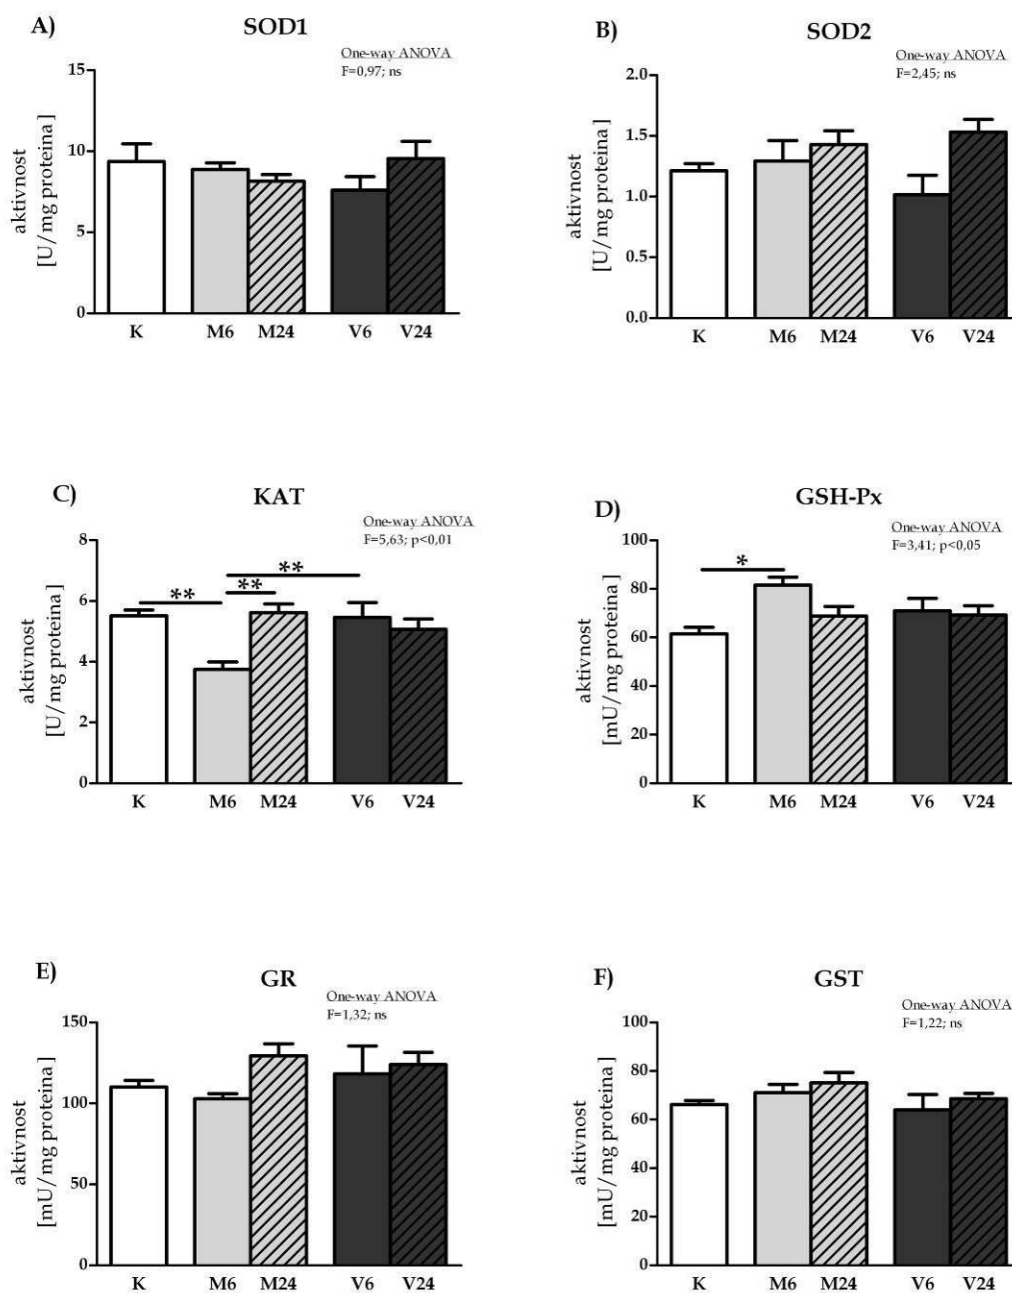 A)
SOD1
One-way ANOVA
F=0,97; ns
aktivnost
[U/mg proteina]
15
10
5
0
K M6 M24 V6 V24
B)
SOD2
One-way ANOVA
F=2,45; ns
aktivnost
[U/mg proteina]
2.0
1.5
1.0
0.5
0.0
K M6 M24 V6 V24
C)
KAT
One-way ANOVA
F=5,63; p<0,01
aktivnost
[U/mg proteina]
8
6
4
2
0
**
**
**
K M6 M24 V6 V24
D)
GSH-Px
One-way ANOVA
F=3,41; p<0,05
aktivnost
[mU/mg proteina]
100
80
60
40
20
0
*
K M6 M24 V6 V24
E)
GR
One-way ANOVA
F=1,32; ns
aktivnost
[mU/mg proteina]
150
100
50
0
K M6 M24 V6 V24
F)
GST
One-way ANOVA
F=1,22; ns
aktivnost
[mU/mg proteina]
100
80
60
40
20
0
K M6 M24 V6 V24